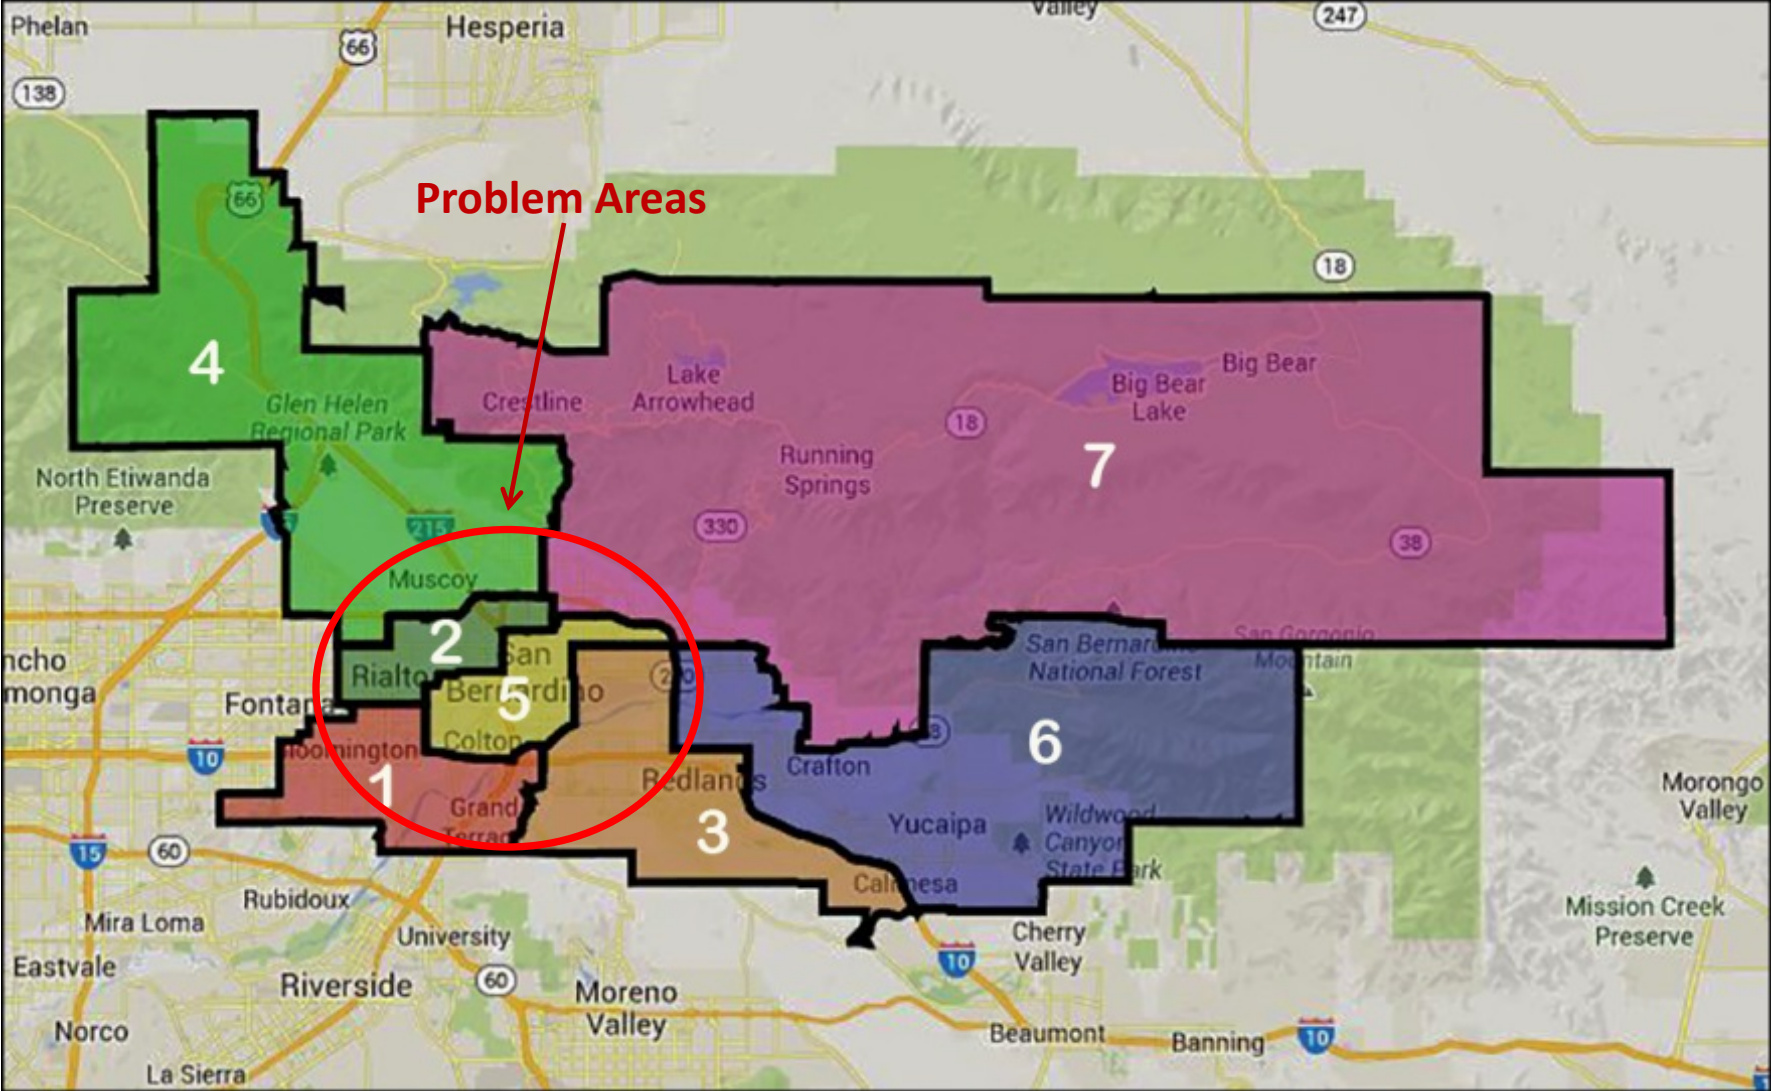 Valley
247
Phelan
Hesperia
66
138
Problem Areas
66
18
4
Big Bear
Lake
Arrowhead
Big Bear
Lake
Crestline
Glen Helen
Regional Park
18
7
Running
Springs
North Etiwanda
Preserve
215
330
38
Muscoy
2
San
Bernardino
San Bernardino
National Forest
San Gorgonio
Mountain
ncho
monga
Rialto
Fontana
5
Colton
6
10
Bloomington
1
Redlands
Crafton
Morongo
Valley
Grand
Terrace
3
Yucaipa
Wildwood
Canyon
State Park
15
60
Calimesa
Rubidoux
Mira Loma
University
Mission Creek
Preserve
Cherry
Valley
10
Eastvale
Riverside
60
Moreno
Valley
Norco
Beaumont
Banning
10
La Sierra